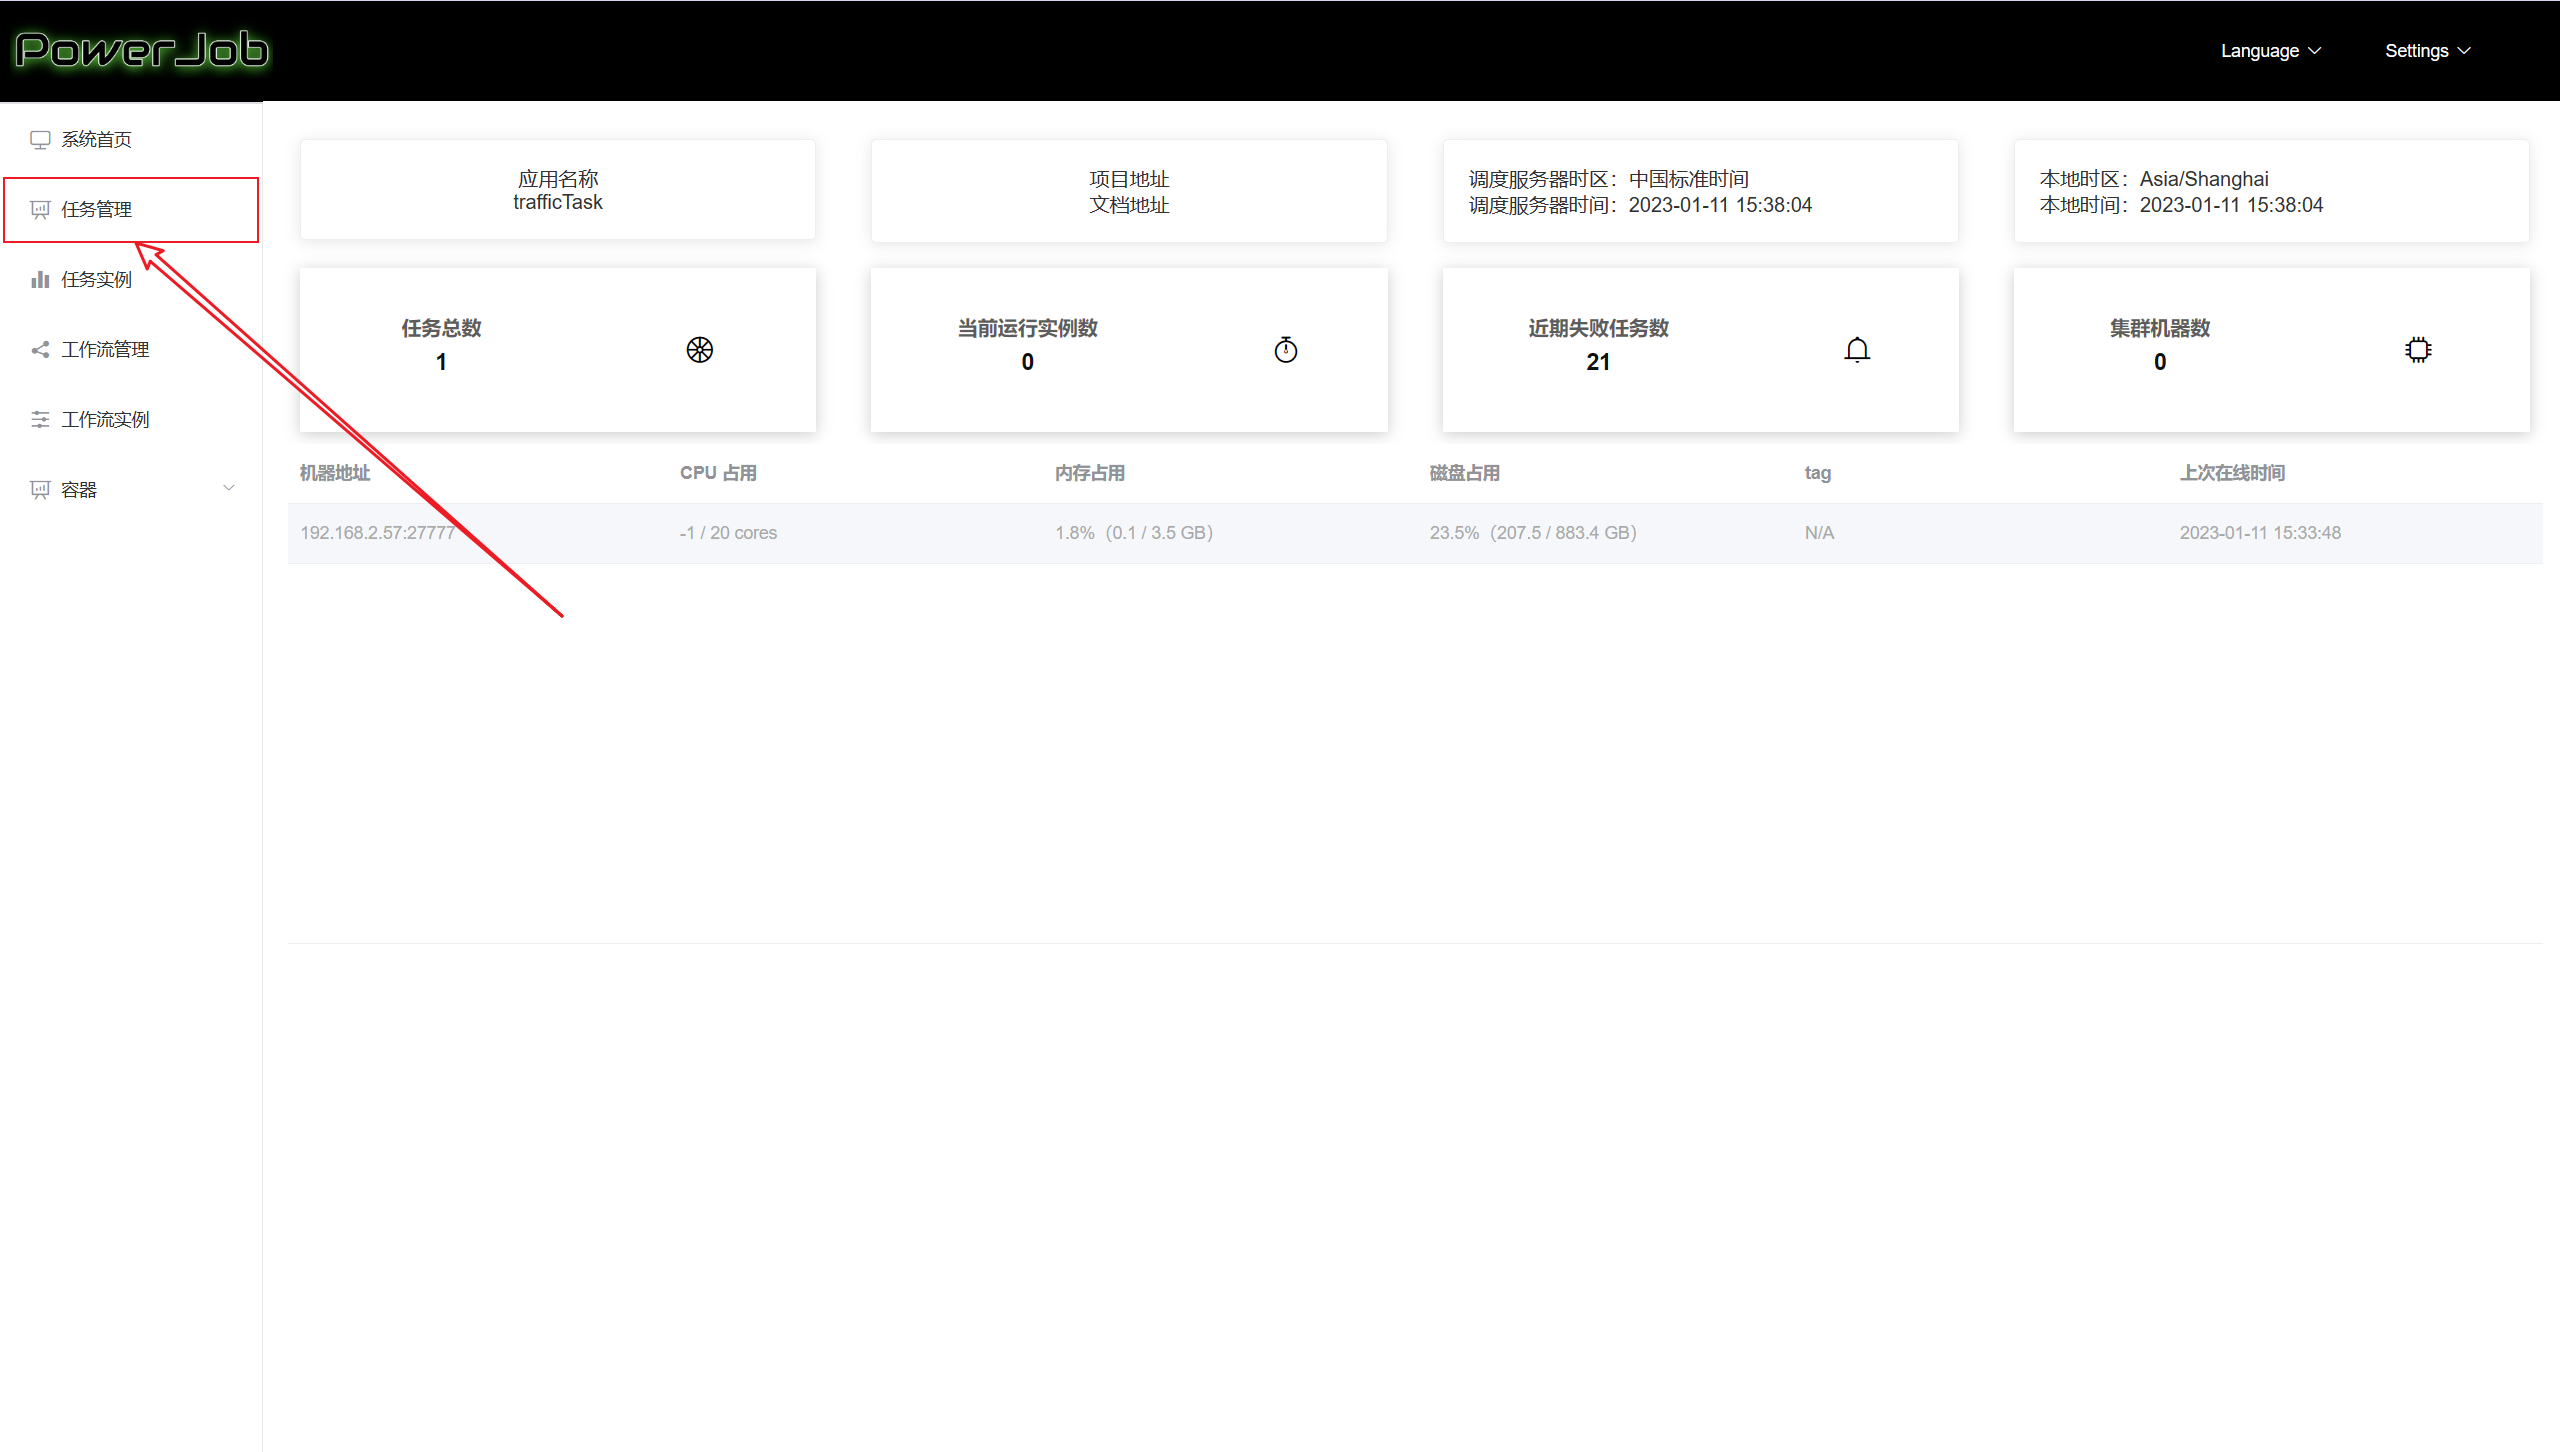 PowerJob
Language
Settings
系统首页
任务管理
任务实例
工作流管理
工作流实例
容器
应用名称
trafficTask
项目地址
文档地址
调度服务器时区：中国标准时间
调度服务器时间：2023-01-11 15:38:04
本地时区：Asia/Shanghai
本地时间：2023-01-11 15:38:04
任务总数
1
当前运行实例数
0
近期失败任务数
21
集群机器数
0
机器地址 CPU 占用 内存占用 磁盘占用 tag 上次在线时间
192.168.2.57:27777 -1 / 20 cores 1.8%（0.1 / 3.5 GB） 23.5%（207.5 / 883.4 GB） N/A 2023-01-11 15:33:48